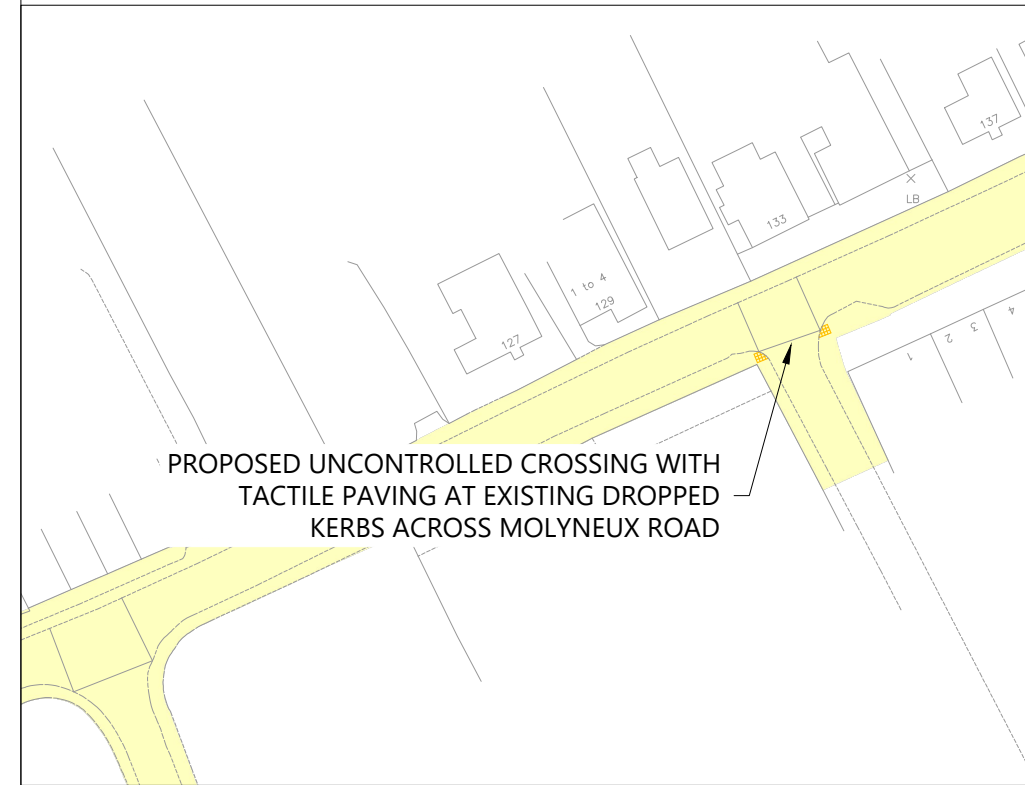 137
LB
133
1 to 4
129
127
1
2
3
4
PROPOSED UNCONTROLLED CROSSING WITH
TACTILE PAVING AT EXISTING DROPPED
KERBS ACROSS MOLYNEUX ROAD